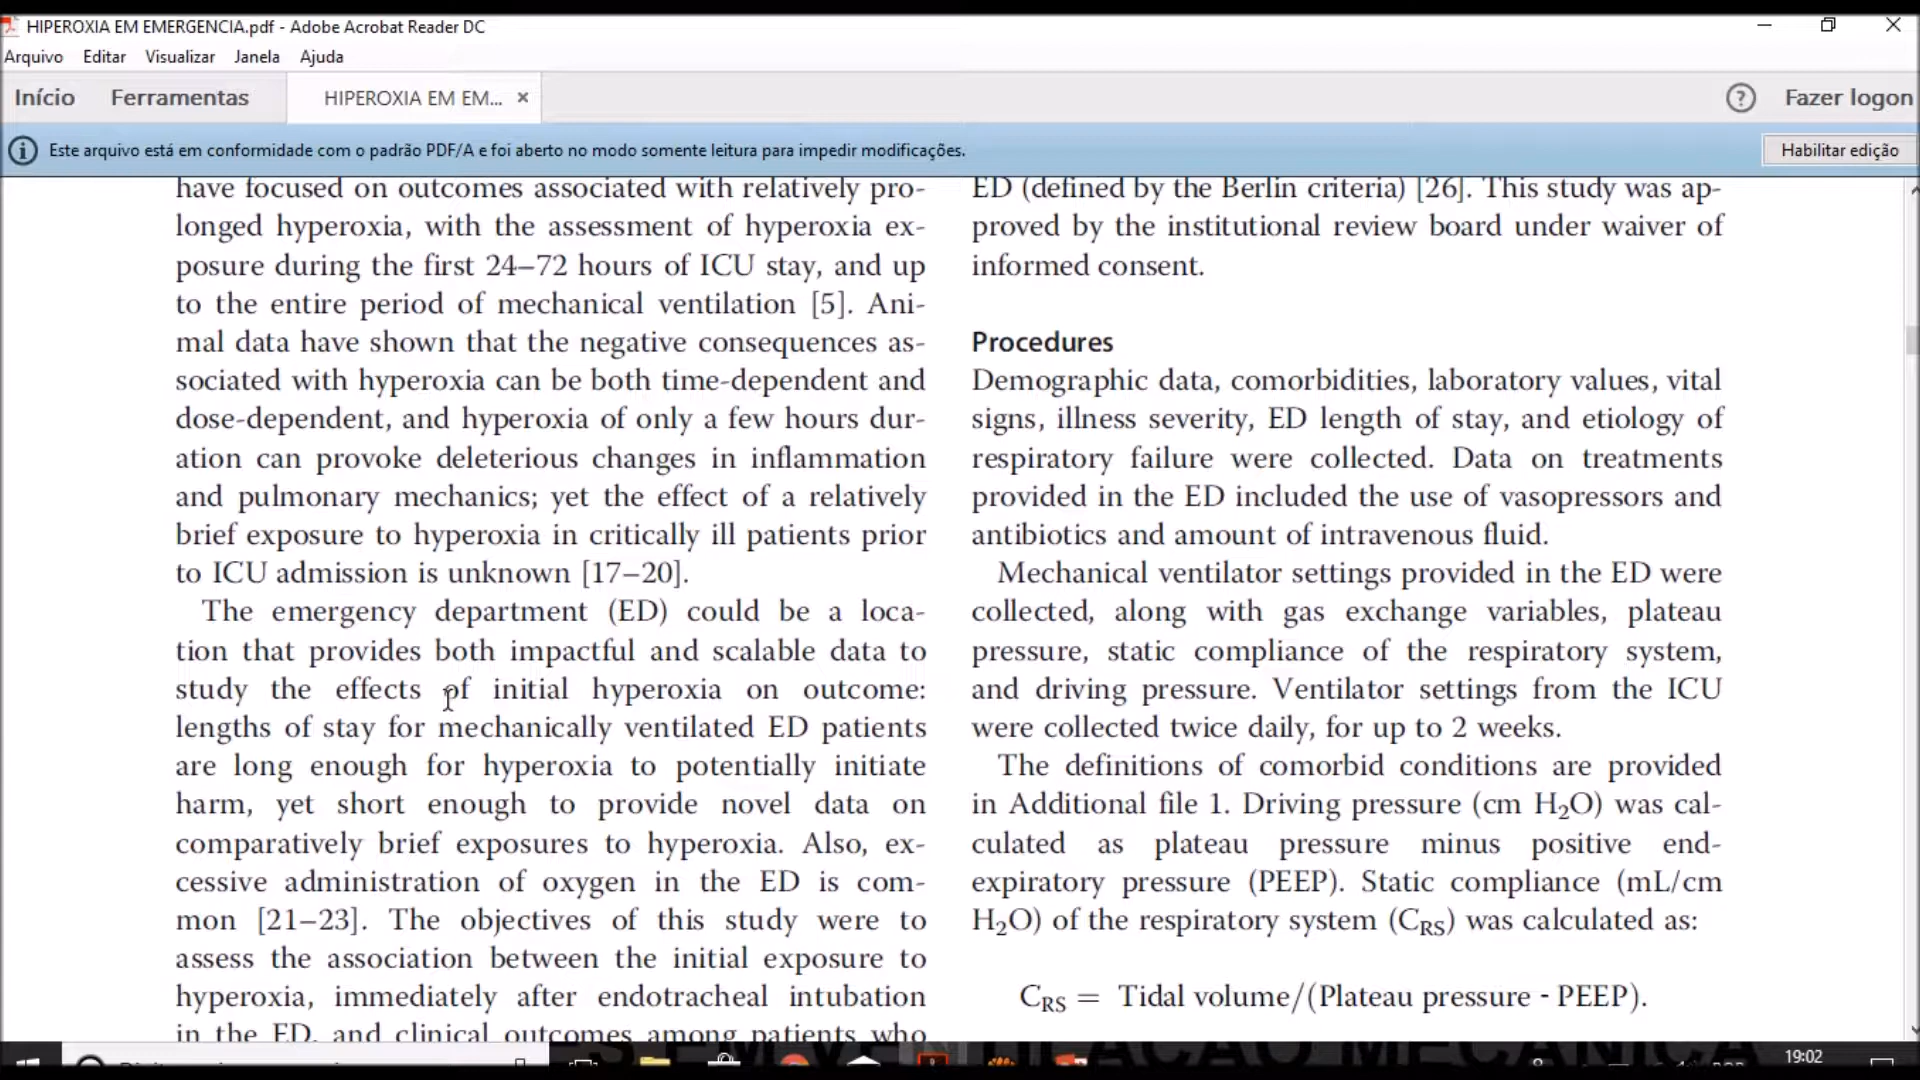 HIPEROXIA EM EMERGENCIA.pdf - Adobe Acrobat Reader DC
Arquivo Editar Visualizar Janela Ajuda
Início Ferramentas HIPEROXIA EM EM... × ? Fazer logon
Este arquivo está em conformidade com o padrão PDF/A e foi aberto no modo somente leitura para impedir modificações. Habilitar edição
have focused on outcomes associated with relatively pro-
longed hyperoxia, with the assessment of hyperoxia ex-
posure during the first 24–72 hours of ICU stay, and up
to the entire period of mechanical ventilation [5]. Ani-
mal data have shown that the negative consequences as-
sociated with hyperoxia can be both time-dependent and
dose-dependent, and hyperoxia of only a few hours dur-
ation can provoke deleterious changes in inflammation
and pulmonary mechanics; yet the effect of a relatively
brief exposure to hyperoxia in critically ill patients prior
to ICU admission is unknown [17–20].
The emergency department (ED) could be a loca-
tion that provides both impactful and scalable data to
study the effects of initial hyperoxia on outcome:
lengths of stay for mechanically ventilated ED patients
are long enough for hyperoxia to potentially initiate
harm, yet short enough to provide novel data on
comparatively brief exposures to hyperoxia. Also, ex-
cessive administration of oxygen in the ED is com-
mon [21–23]. The objectives of this study were to
assess the association between the initial exposure to
hyperoxia, immediately after endotracheal intubation
in the ED, and clinical outcomes among patients who
ED (defined by the Berlin criteria) [26]. This study was ap-
proved by the institutional review board under waiver of
informed consent.
Procedures
Demographic data, comorbidities, laboratory values, vital
signs, illness severity, ED length of stay, and etiology of
respiratory failure were collected. Data on treatments
provided in the ED included the use of vasopressors and
antibiotics and amount of intravenous fluid.
Mechanical ventilator settings provided in the ED were
collected, along with gas exchange variables, plateau
pressure, static compliance of the respiratory system,
and driving pressure. Ventilator settings from the ICU
were collected twice daily, for up to 2 weeks.
The definitions of comorbid conditions are provided
in Additional file 1. Driving pressure (cm H₂O) was cal-
culated as plateau pressure minus positive end-
expiratory pressure (PEEP). Static compliance (mL/cm
H₂O) of the respiratory system (CRS) was calculated as:
CRS = Tidal volume/(Plateau pressure - PEEP).
19:02